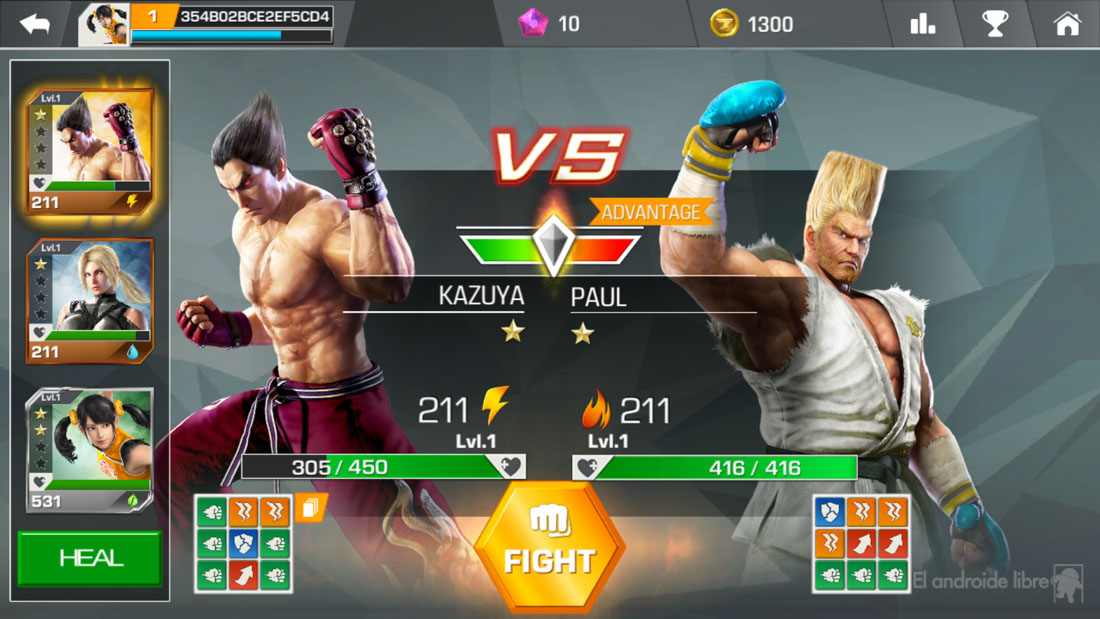 1
354B02BCE2EF5CD4
10
1300
Lvl.1
211
Lvl.1
211
Lvl.1
531
HEAL
VS
ADVANTAGE
KAZUYA
PAUL
211
211
Lvl.1
Lvl.1
305 / 450
416 / 416
FIGHT
El androide libre